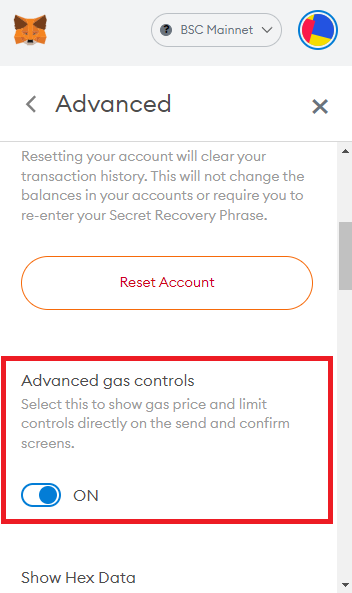 BSC Mainnet
Advanced
Resetting your account will clear your
transaction history. This will not change the
balances in your accounts or require you to
re-enter your Secret Recovery Phrase.
Reset Account
Advanced gas controls
Select this to show gas price and limit
controls directly on the send and confirm
screens.
ON
Show Hex Data